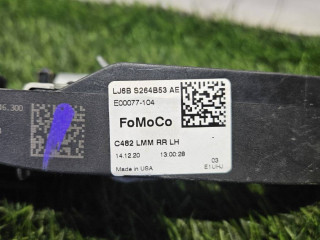 LJ6B S264B53 AE
E00077-104
FoMoCo
C482 LMM RR LH
14.12.20 13:00:28
03
Made in USA